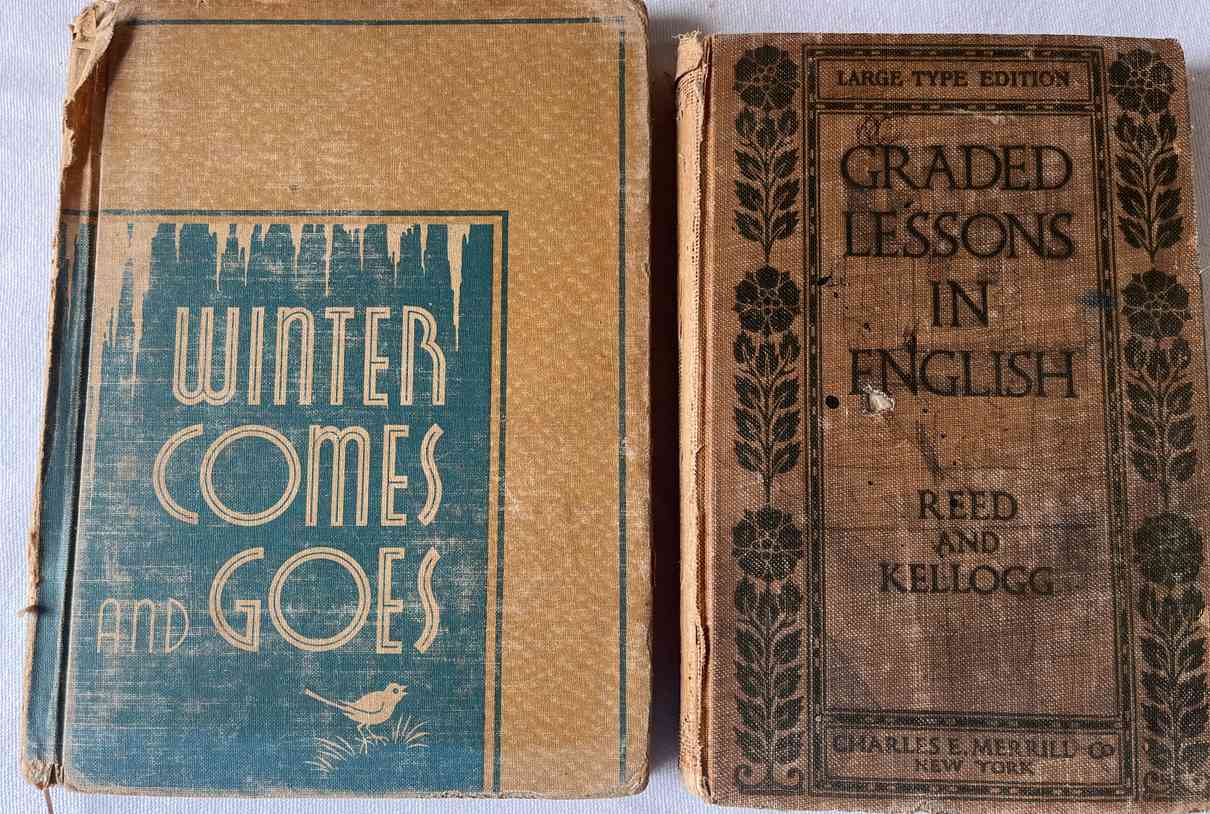 WINTER
COMES
AND GOES
LARGE TYPE EDITION
GRADED
LESSONS
IN
ENGLISH
REED
AND
KELLOGG
CHARLES E. MERRILL CO
NEW YORK